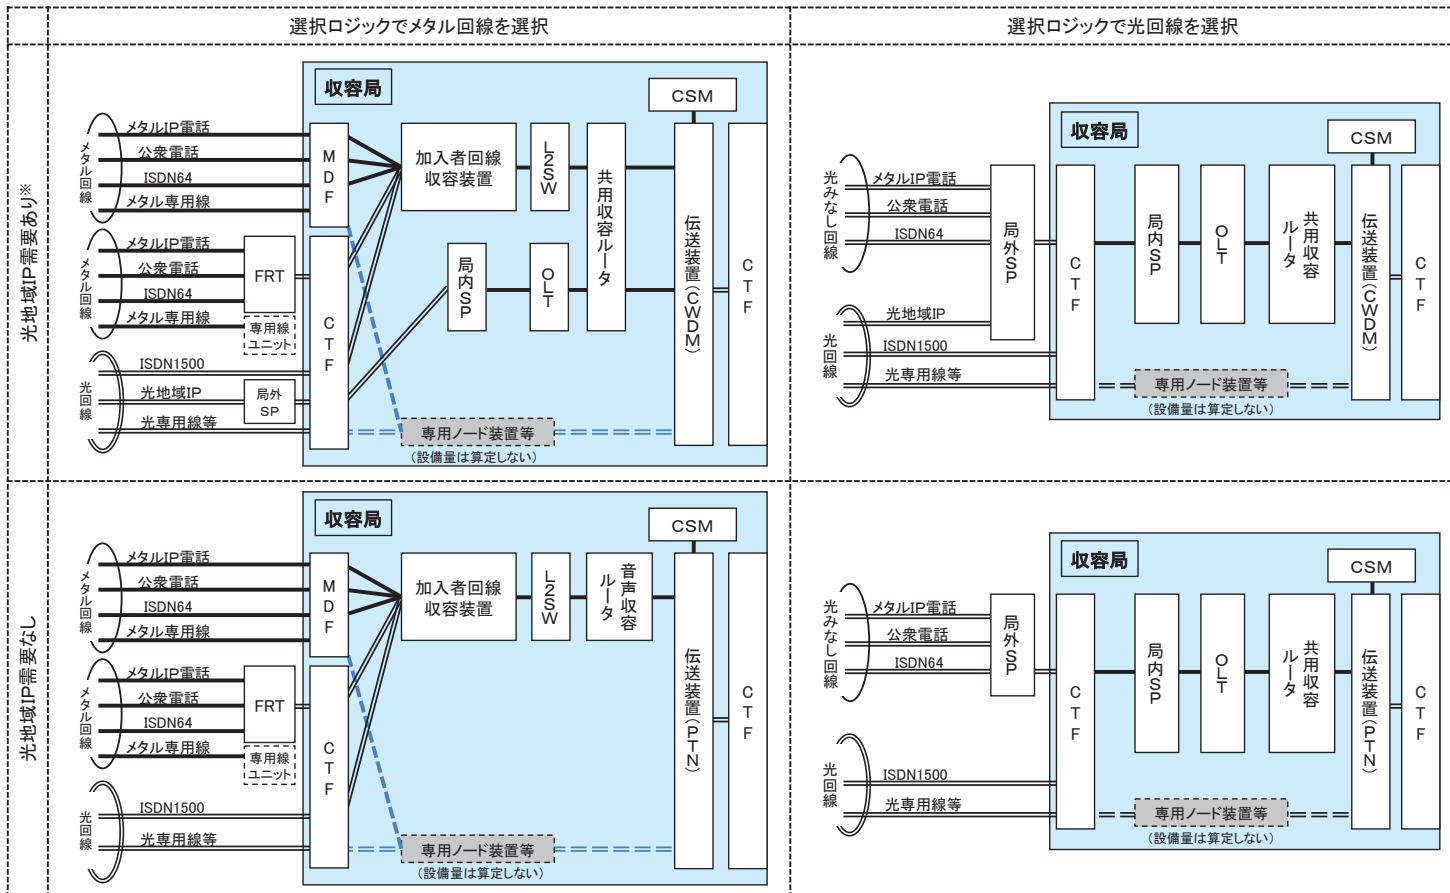 選択ロジックでメタル回線を選択
選択ロジックで光回線を選択
光地域IP需要あり※
収容局
CSM
メタル回線
メタルIP電話
公衆電話
ISDN64
メタル専用線
MDF
加入者回線
収容装置
L2SW
共用収容ルータ
伝送装置(CWDM)
CTF
メタル回線
メタルIP電話
公衆電話
ISDN64
メタル専用線
FRT
専用線
ユニット
CTF
局内SP
OLT
光回線
ISDN1500
光地域IP
光専用線等
局外
SP
専用ノード装置等
(設備量は算定しない)
収容局
CSM
光みなし回線
メタルIP電話
公衆電話
ISDN64
局外SP
CTF
局内SP
OLT
共用収容
ルータ
伝送装置(CWDM)
CTF
光回線
光地域IP
ISDN1500
光専用線等
専用ノード装置等
(設備量は算定しない)
光地域IP需要なし
収容局
CSM
メタル回線
メタルIP電話
公衆電話
ISDN64
メタル専用線
MDF
加入者回線
収容装置
L2SW
音声収容
ルータ
伝送装置(PTN)
CTF
メタル回線
メタルIP電話
公衆電話
ISDN64
メタル専用線
FRT
専用線
ユニット
CTF
光回線
ISDN1500
光専用線等
専用ノード装置等
(設備量は算定しない)
収容局
CSM
光みなし回線
メタルIP電話
公衆電話
ISDN64
局外SP
CTF
局内SP
OLT
共用収容
ルータ
伝送装置(PTN)
CTF
光回線
ISDN1500
光専用線等
専用ノード装置等
(設備量は算定しない)